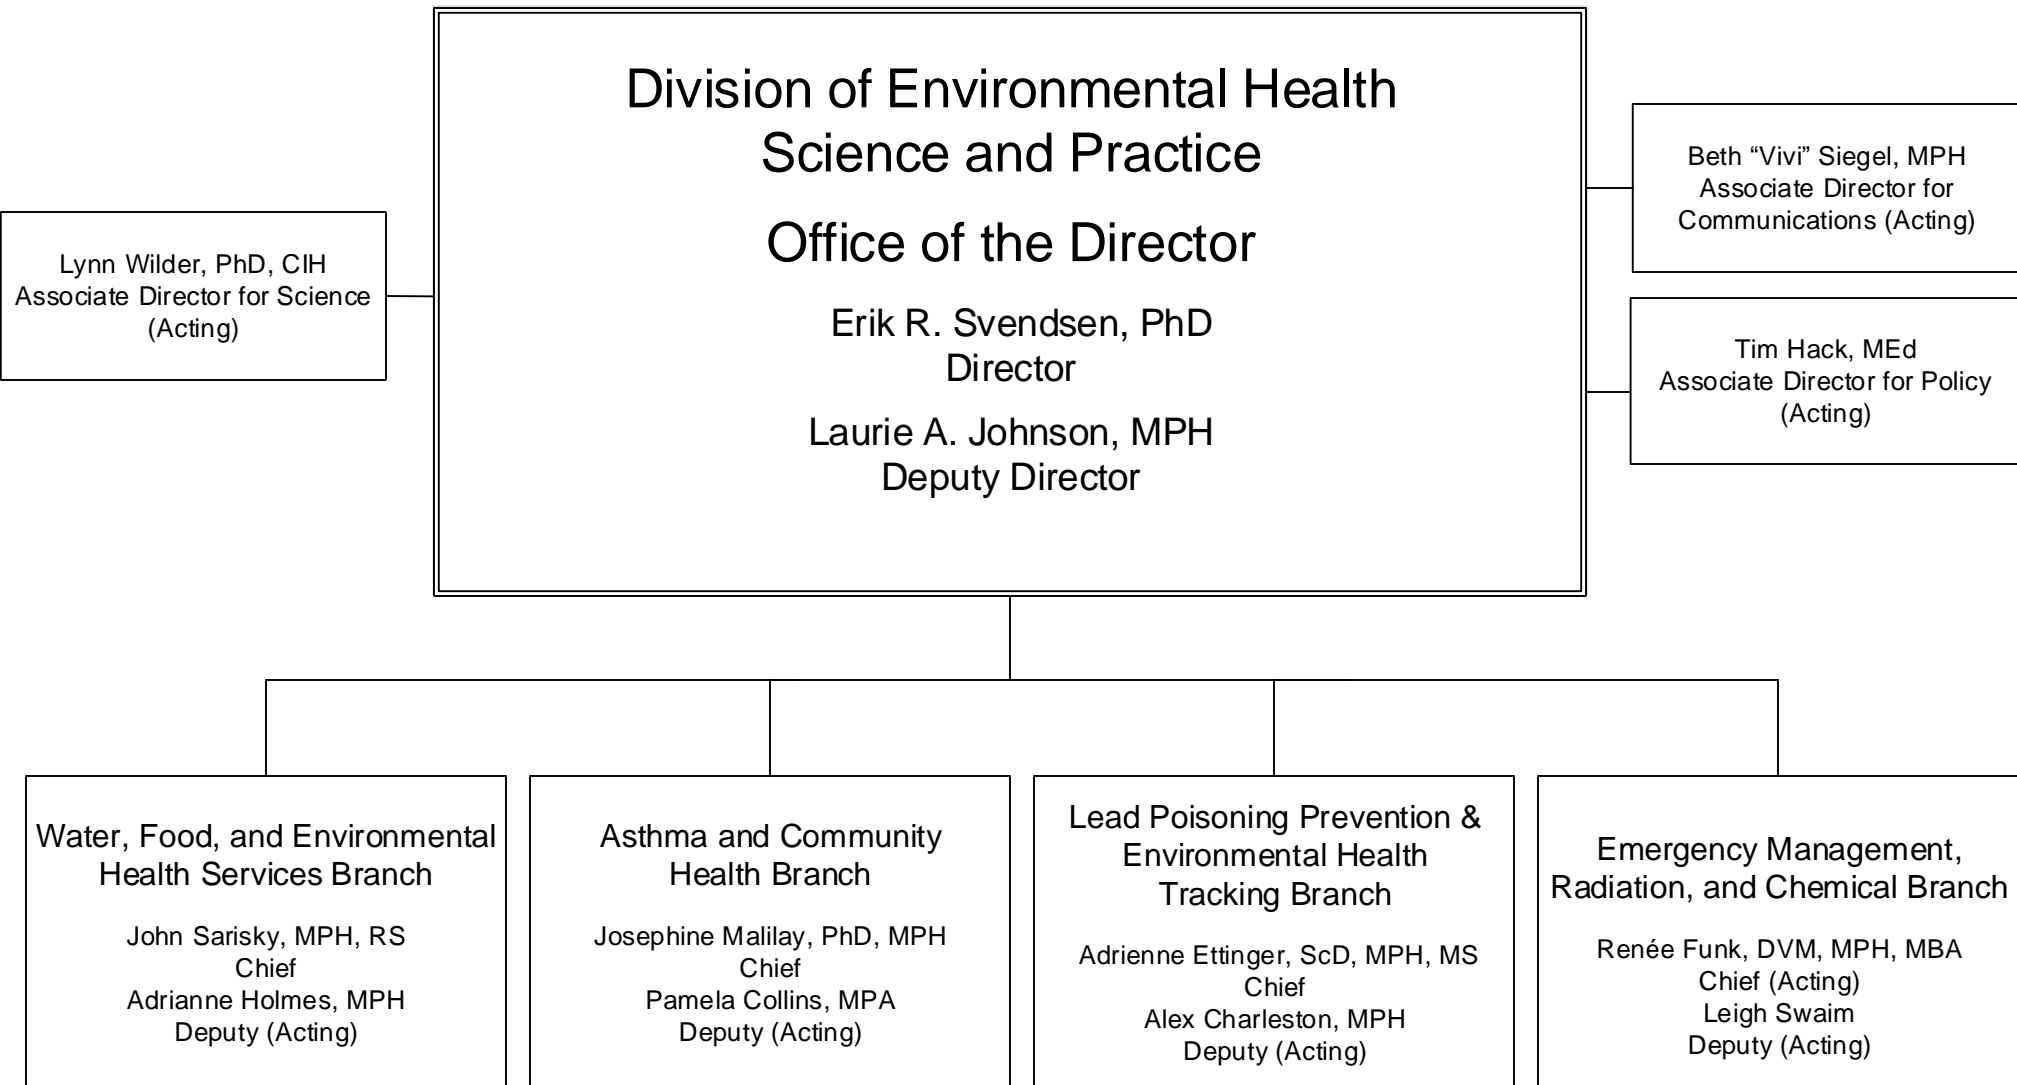 Division of Environmental Health
Science and Practice
Office of the Director
Erik R. Svendsen, PhD
Director
Laurie A. Johnson, MPH
Deputy Director
Lynn Wilder, PhD, CIH
Associate Director for Science
(Acting)
Beth “Vivi” Siegel, MPH
Associate Director for
Communications (Acting)
Tim Hack, MEd
Associate Director for Policy
(Acting)
Water, Food, and Environmental
Health Services Branch
John Sarisky, MPH, RS
Chief
Adrianne Holmes, MPH
Deputy (Acting)
Asthma and Community
Health Branch
Josephine Malilay, PhD, MPH
Chief
Pamela Collins, MPA
Deputy (Acting)
Lead Poisoning Prevention &
Environmental Health
Tracking Branch
Adrienne Ettinger, ScD, MPH, MS
Chief
Alex Charleston, MPH
Deputy (Acting)
Emergency Management,
Radiation, and Chemical Branch
Renée Funk, DVM, MPH, MBA
Chief (Acting)
Leigh Swaim
Deputy (Acting)